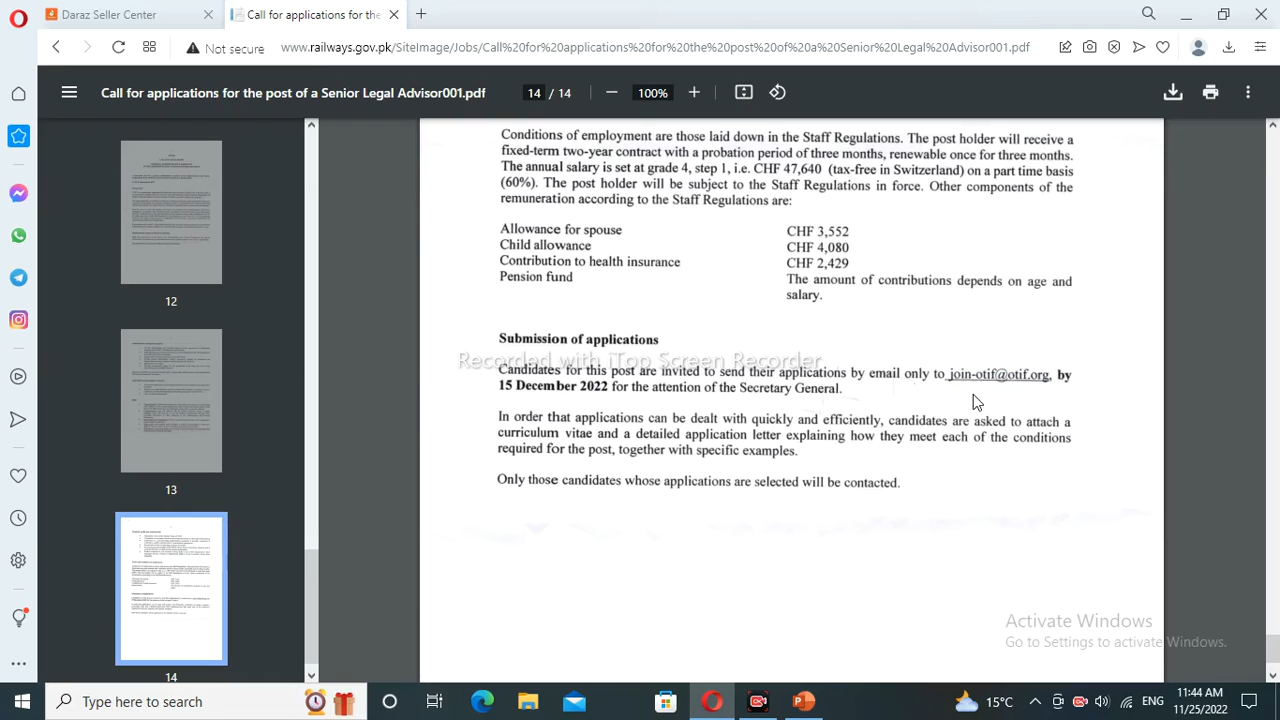 Daraz Seller Center
Call for applications for the
Not secure
www.railways.gov.pk/SiteImage/Jobs/Call%20for%20applications%20for%20the%20post%20of%20a%20Senior%20Legal%20Advisor001.pdf
Call for applications for the post of a Senior Legal Advisor001.pdf
14 / 14
100%
12
13
14
Conditions of employment are those laid down in the Staff Regulations. The post holder will receive a
fixed-term two-year contract with a probation period of three months, renewable once for three months.
The annual salary is set at grade 4, step 1, i.e. CHF 47,640 (tax-free in Switzerland) on a part time basis
(60%). The post holder will be subject to the Staff Regulations in force. Other components of the
remuneration according to the Staff Regulations are:
Allowance for spouse CHF 3,552
Child allowance CHF 4,080
Contribution to health insurance CHF 2,429
Pension fund The amount of contributions depends on age and
salary.
Submission of applications
Recorded with iTop Screen Recorder
Candidates for this post are invited to send their applications by email only to join-otif@otif.org, by
15 December 2022 for the attention of the Secretary General.
In order that applications can be dealt with quickly and efficiently, candidates are asked to attach a
curriculum vitae and a detailed application letter explaining how they meet each of the conditions
required for the post, together with specific examples.
Only those candidates whose applications are selected will be contacted.
Activate Windows
Go to Settings to activate Windows.
Type here to search
15°C
ENG
11:44 AM
11/25/2022